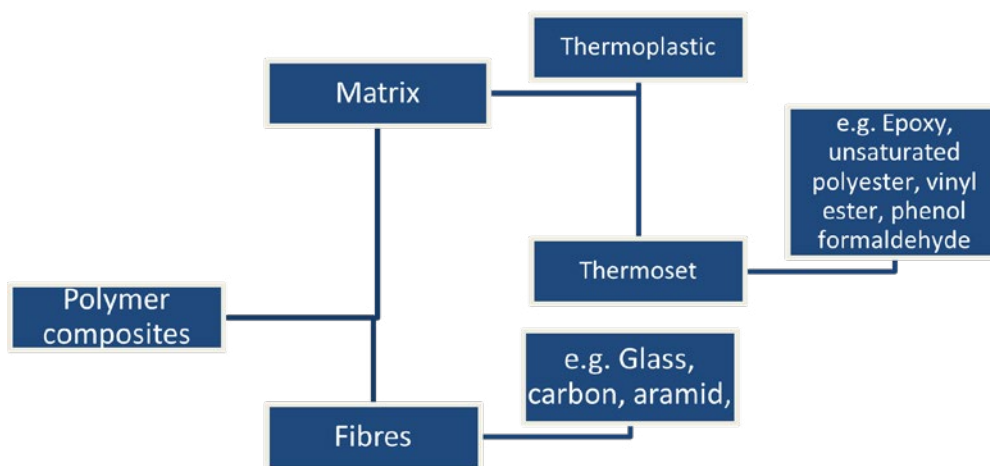 Thermoplastic
Matrix
e.g. Epoxy,
unsaturated
polyester, vinyl
ester, phenol
formaldehyde
Thermoset
Polymer
composites
e.g. Glass,
carbon, aramid,
Fibres